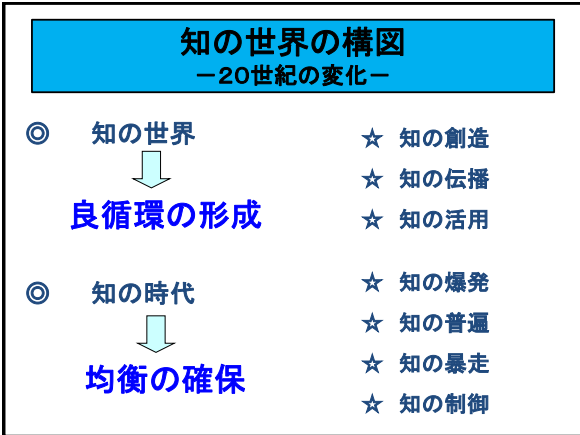 知の世界の構図
－20世紀の変化－
◎ 知の世界
良循環の形成
☆ 知の創造
☆ 知の伝播
☆ 知の活用
◎ 知の時代
均衡の確保
☆ 知の爆発
☆ 知の普遍
☆ 知の暴走
☆ 知の制御